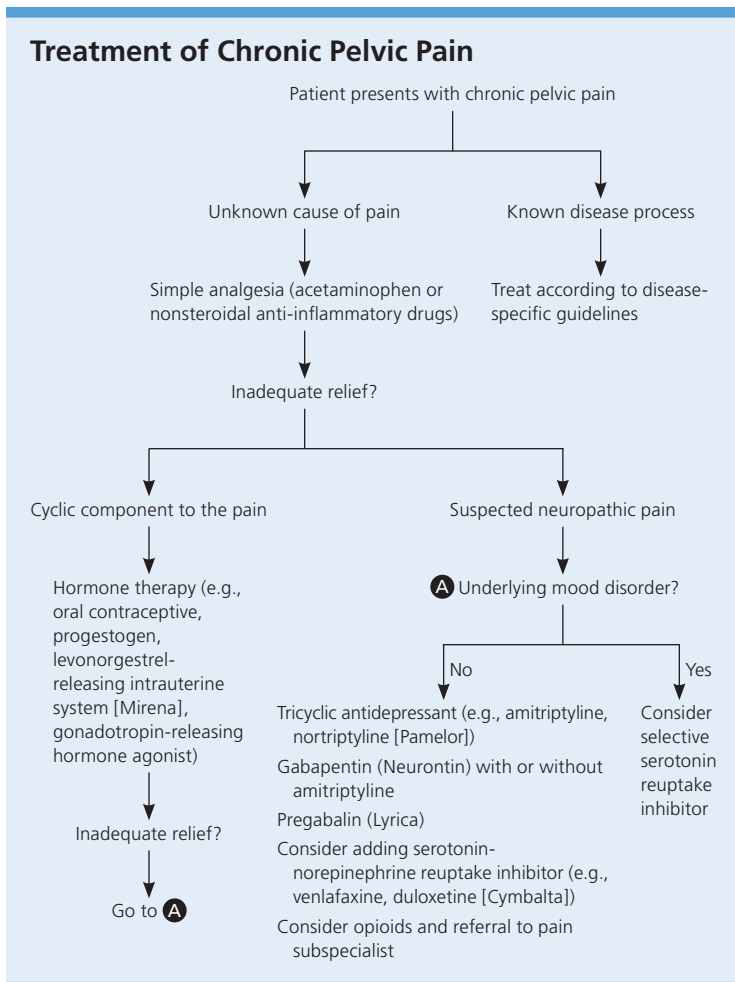 Treatment of Chronic Pelvic Pain
Patient presents with chronic pelvic pain
Unknown cause of pain
Known disease process
Simple analgesia (acetaminophen or
nonsteroidal anti-inflammatory drugs)
Treat according to disease-
specific guidelines
Inadequate relief?
Cyclic component to the pain
Suspected neuropathic pain
Hormone therapy (e.g.,
oral contraceptive,
progestogen,
levonorgestrel-
releasing intrauterine
system [Mirena],
gonadotropin-releasing
hormone agonist)
Inadequate relief?
Go to A
A Underlying mood disorder?
No
Yes
Tricyclic antidepressant (e.g., amitriptyline,
nortriptyline [Pamelor])
Gabapentin (Neurontin) with or without
amitriptyline
Pregabalin (Lyrica)
Consider adding serotonin-
norepinephrine reuptake inhibitor (e.g.,
venlafaxine, duloxetine [Cymbalta])
Consider opioids and referral to pain
subspecialist
Consider
selective
serotonin
reuptake
inhibitor